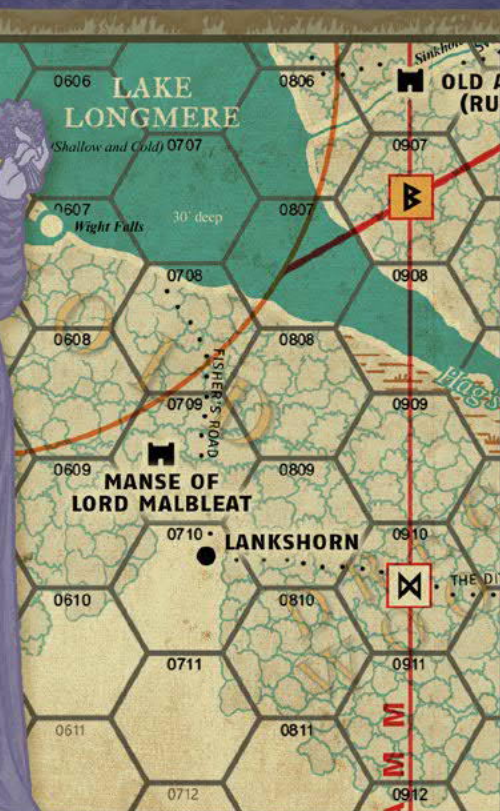 Sinkhole
OLD A
(RU
0606
LAKE
LONGMERE
0806
(Shallow and Cold)
0707
0907
ᛒ
0607
Wight Falls
30' deep
0807
0708
0908
0608
O L D
0808
FISHER'S ROAD
Hag's
0709
0909
0609
MANSE OF
LORD MALBLEAT
0809
0710
LANKSHORN
0910
ᛞ
THE DI
0610
0810
W O
0711
0911
M M
0611
0811
0712
0912